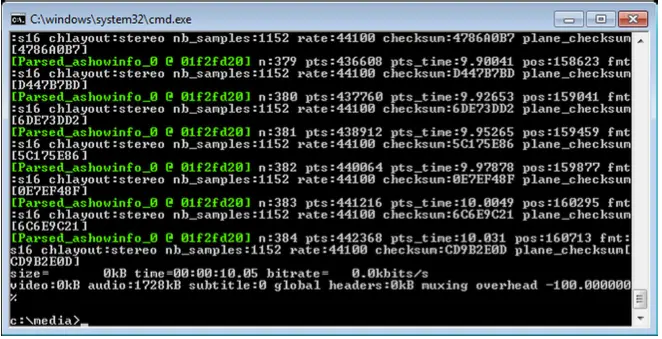 C:\windows\system32\cmd.exe
:s16 chlayout:stereo nb_samples:1152 rate:44100 checksum:4786A0B7 plane_checksum
[4786A0B7]
[Parsed_ashowinfo_0 @ 01f2fd20] n:379 pts:436608 pts_time:9.90041 pos:158623 fmt
:s16 chlayout:stereo nb_samples:1152 rate:44100 checksum:D447B7BD plane_checksum
[D447B7BD]
[Parsed_ashowinfo_0 @ 01f2fd20] n:380 pts:437760 pts_time:9.92653 pos:159041 fmt
:s16 chlayout:stereo nb_samples:1152 rate:44100 checksum:6DE73DD2 plane_checksum
[6DE73DD2]
[Parsed_ashowinfo_0 @ 01f2fd20] n:381 pts:438912 pts_time:9.95265 pos:159459 fmt
:s16 chlayout:stereo nb_samples:1152 rate:44100 checksum:5C175E86 plane_checksum
[5C175E86]
[Parsed_ashowinfo_0 @ 01f2fd20] n:382 pts:440064 pts_time:9.97878 pos:159877 fmt
:s16 chlayout:stereo nb_samples:1152 rate:44100 checksum:0E7EF48F plane_checksum
[0E7EF48F]
[Parsed_ashowinfo_0 @ 01f2fd20] n:383 pts:441216 pts_time:10.0049 pos:160295 fmt
:s16 chlayout:stereo nb_samples:1152 rate:44100 checksum:6C6E9C21 plane_checksum
[6C6E9C21]
[Parsed_ashowinfo_0 @ 01f2fd20] n:384 pts:442368 pts_time:10.031 pos:160713 fmt:
s16 chlayout:stereo nb_samples:1152 rate:44100 checksum:CD9B2E0D plane_checksum[
CD9B2E0D]
size=       0kB time=00:00:10.05 bitrate=   0.0kbits/s
video:0kB audio:1728kB subtitle:0 global headers:0kB muxing overhead -100.000000
%
c:\media>_